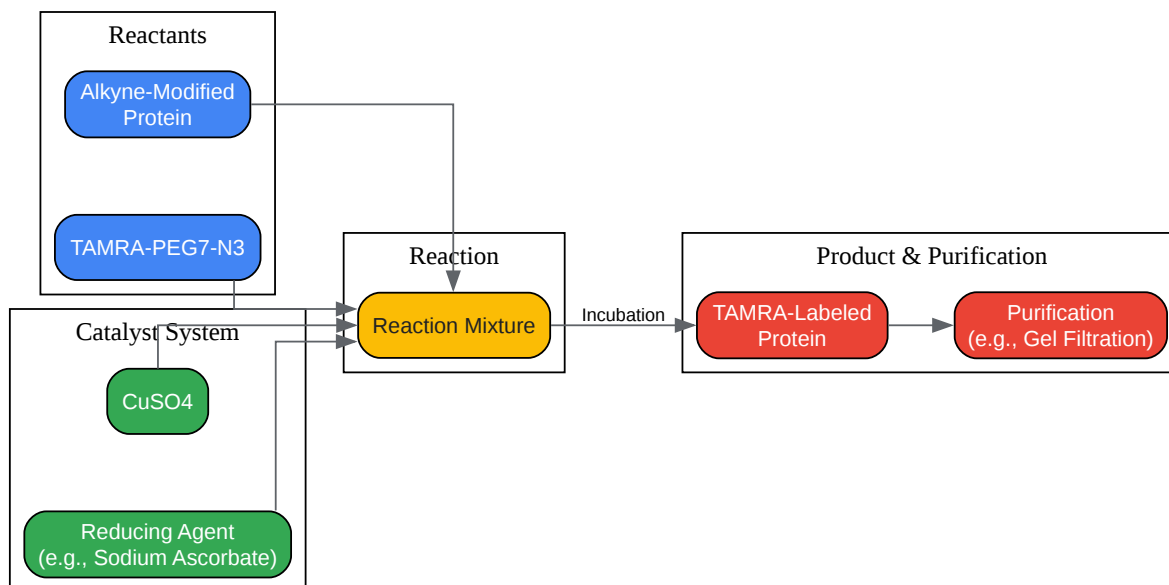 Reactants
Alkyne-Modified
Protein
TAMRA-PEG7-N3
Catalyst System
CuSO4
Reducing Agent
(e.g., Sodium Ascorbate)
Reaction
Reaction Mixture
Incubation
Product & Purification
TAMRA-Labeled
Protein
Purification
(e.g., Gel Filtration)